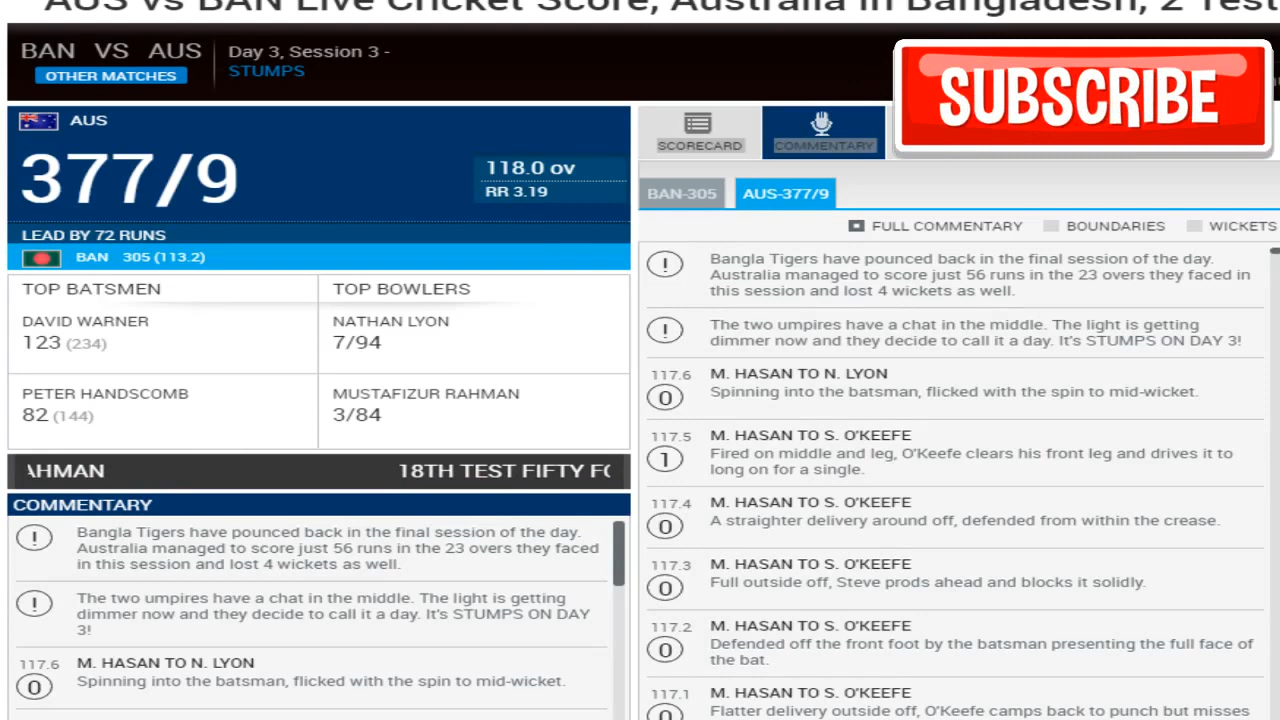 AUS vs BAN Live Cricket Score, Australia in Bangladesh, 2 Test
BAN VS AUS
OTHER MATCHES
Day 3, Session 3 -
STUMPS
SUBSCRIBE
AUS
377/9
118.0 ov
RR 3.19
LEAD BY 72 RUNS
BAN 305 (113.2)
TOP BATSMEN
TOP BOWLERS
DAVID WARNER
123 (234)
NATHAN LYON
7/94
PETER HANDSCOMB
82 (144)
MUSTAFIZUR RAHMAN
3/84
AHMAN
18TH TEST FIFTY FO
COMMENTARY
!
Bangla Tigers have pounced back in the final session of the day.
Australia managed to score just 56 runs in the 23 overs they faced
in this session and lost 4 wickets as well.
!
The two umpires have a chat in the middle. The light is getting
dimmer now and they decide to call it a day. It's STUMPS ON DAY
3!
117.6
0
M. HASAN TO N. LYON
Spinning into the batsman, flicked with the spin to mid-wicket.
SCORECARD
COMMENTARY
BAN-305
AUS-377/9
FULL COMMENTARY
BOUNDARIES
WICKETS
!
Bangla Tigers have pounced back in the final session of the day.
Australia managed to score just 56 runs in the 23 overs they faced in
this session and lost 4 wickets as well.
!
The two umpires have a chat in the middle. The light is getting
dimmer now and they decide to call it a day. It's STUMPS ON DAY 3!
117.6
0
M. HASAN TO N. LYON
Spinning into the batsman, flicked with the spin to mid-wicket.
117.5
1
M. HASAN TO S. O'KEEFE
Fired on middle and leg, O'Keefe clears his front leg and drives it to
long on for a single.
117.4
0
M. HASAN TO S. O'KEEFE
A straighter delivery around off, defended from within the crease.
117.3
0
M. HASAN TO S. O'KEEFE
Full outside off, Steve prods ahead and blocks it solidly.
117.2
0
M. HASAN TO S. O'KEEFE
Defended off the front foot by the batsman presenting the full face of
the bat.
117.1
0
M. HASAN TO S. O'KEEFE
Flatter delivery outside off, O'Keefe camps back to punch but misses